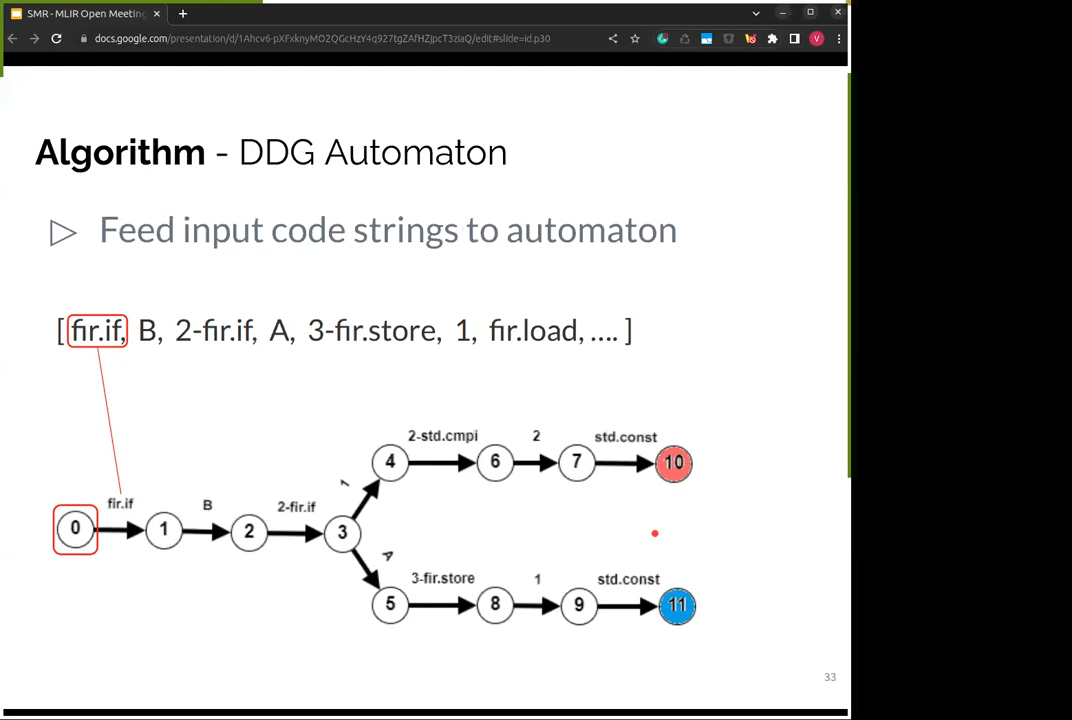 SMR - MLIR Open Meeting
docs.google.com/presentation/d/1Ahcv6-pXFxknyMO2QGcHzY4q927tgZAfHZjpcT3ziaQ/edit#slide=id.p30
V
Algorithm - DDG Automaton
Feed input code strings to automaton
[ fir.if, B, 2-fir.if, A, 3-fir.store, 1, fir.load, .... ]
2-std.cmpi 2 std.const
4 6 7 10
1
fir.if B 2-fir.if
0 1 2 3
A
3-fir.store 1 std.const
5 8 9 11
33